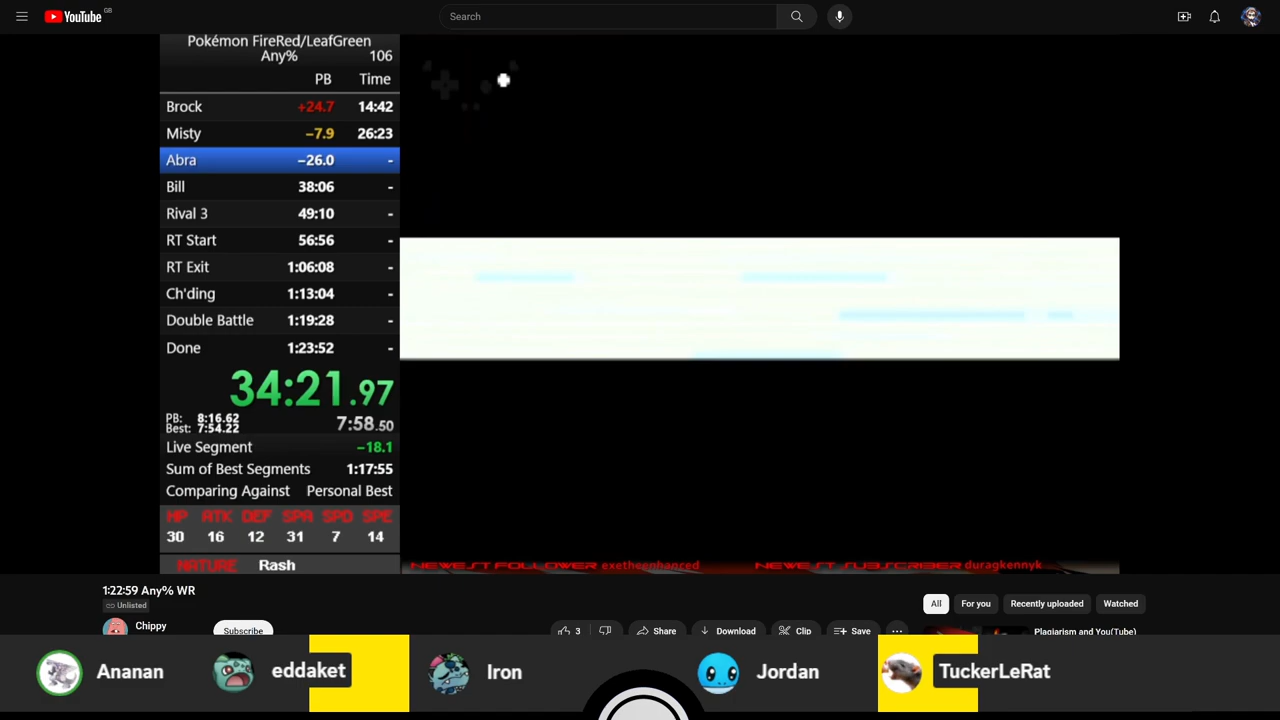 YouTube GB
Search
Pokémon FireRed/LeafGreen
Any% 106
PB Time
Brock +24.7 14:42
Misty −7.9 26:23
Abra −26.0 -
Bill 38:06 -
Rival 3 49:10 -
RT Start 56:56 -
RT Exit 1:06:08 -
Ch'ding 1:13:04 -
Double Battle 1:19:28 -
Done 1:23:52 -
34:21.97
PB: 8:16.62
Best: 7:54.22 7:58.50
Live Segment −18.1
Sum of Best Segments 1:17:55
Comparing Against Personal Best
HP ATK DEF SPA SPD SPE
30 16 12 31 7 14
NATURE Rash
NEWEST FOLLOWER exetheenhanced NEWEST SUBSCRIBER duragkennyk
1:22:59 Any% WR
Unlisted
All For you Recently uploaded Watched
Chippy
Subscribe
3 Share Download Clip Save ...
Plagiarism and You(Tube)
Ananan eddaket Iron Jordan TuckerLeRat